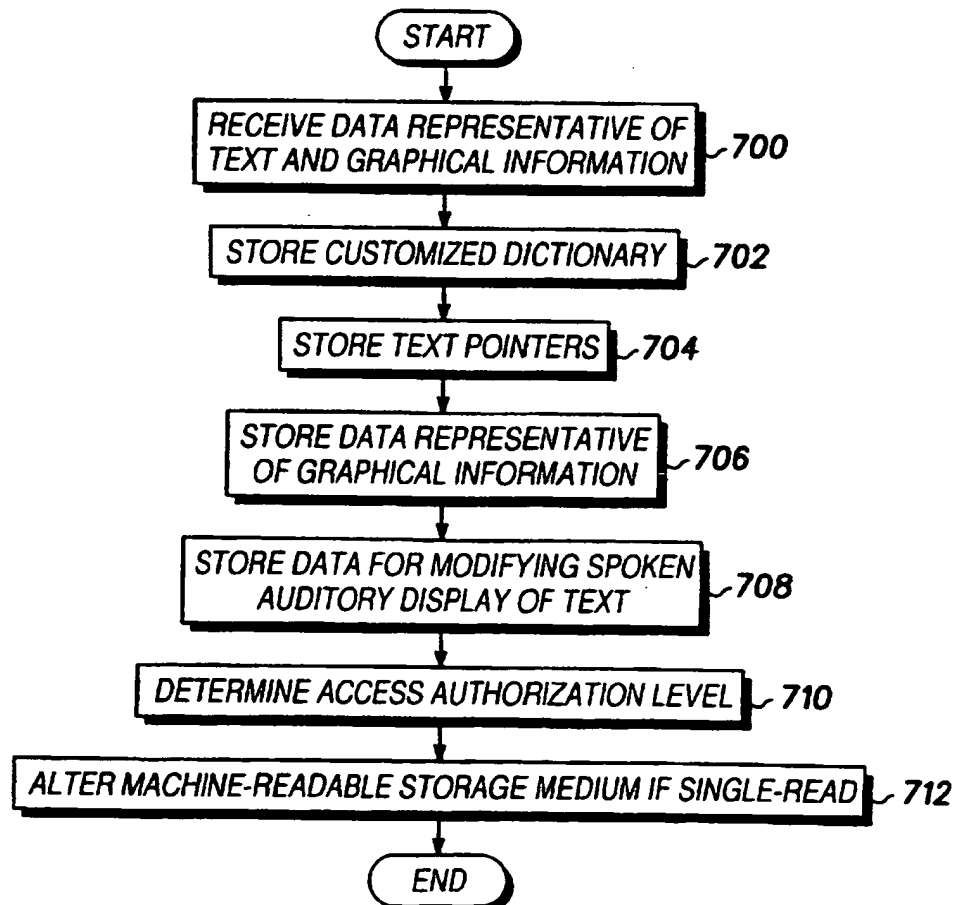 START
RECEIVE DATA REPRESENTATIVE OF
TEXT AND GRAPHICAL INFORMATION
700
STORE CUSTOMIZED DICTIONARY
702
STORE TEXT POINTERS
704
STORE DATA REPRESENTATIVE
OF GRAPHICAL INFORMATION
706
STORE DATA FOR MODIFYING SPOKEN
AUDITORY DISPLAY OF TEXT
708
DETERMINE ACCESS AUTHORIZATION LEVEL
710
ALTER MACHINE-READABLE STORAGE MEDIUM IF SINGLE-READ
712
END